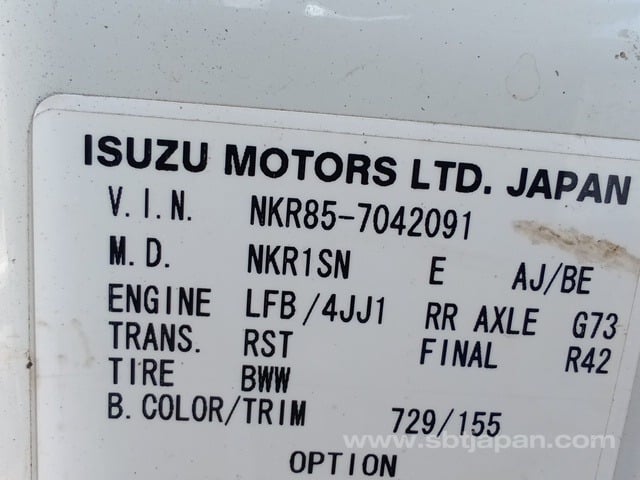 ISUZU MOTORS LTD. JAPAN
V.I.N. NKR85-7042091
M.D. NKR1SN E AJ/BE
ENGINE LFB/4JJ1 RR AXLE G73
TRANS. RST FINAL R42
TIRE BWW
B.COLOR/TRIM 729/155
www.sbtjapan.com
OPTION